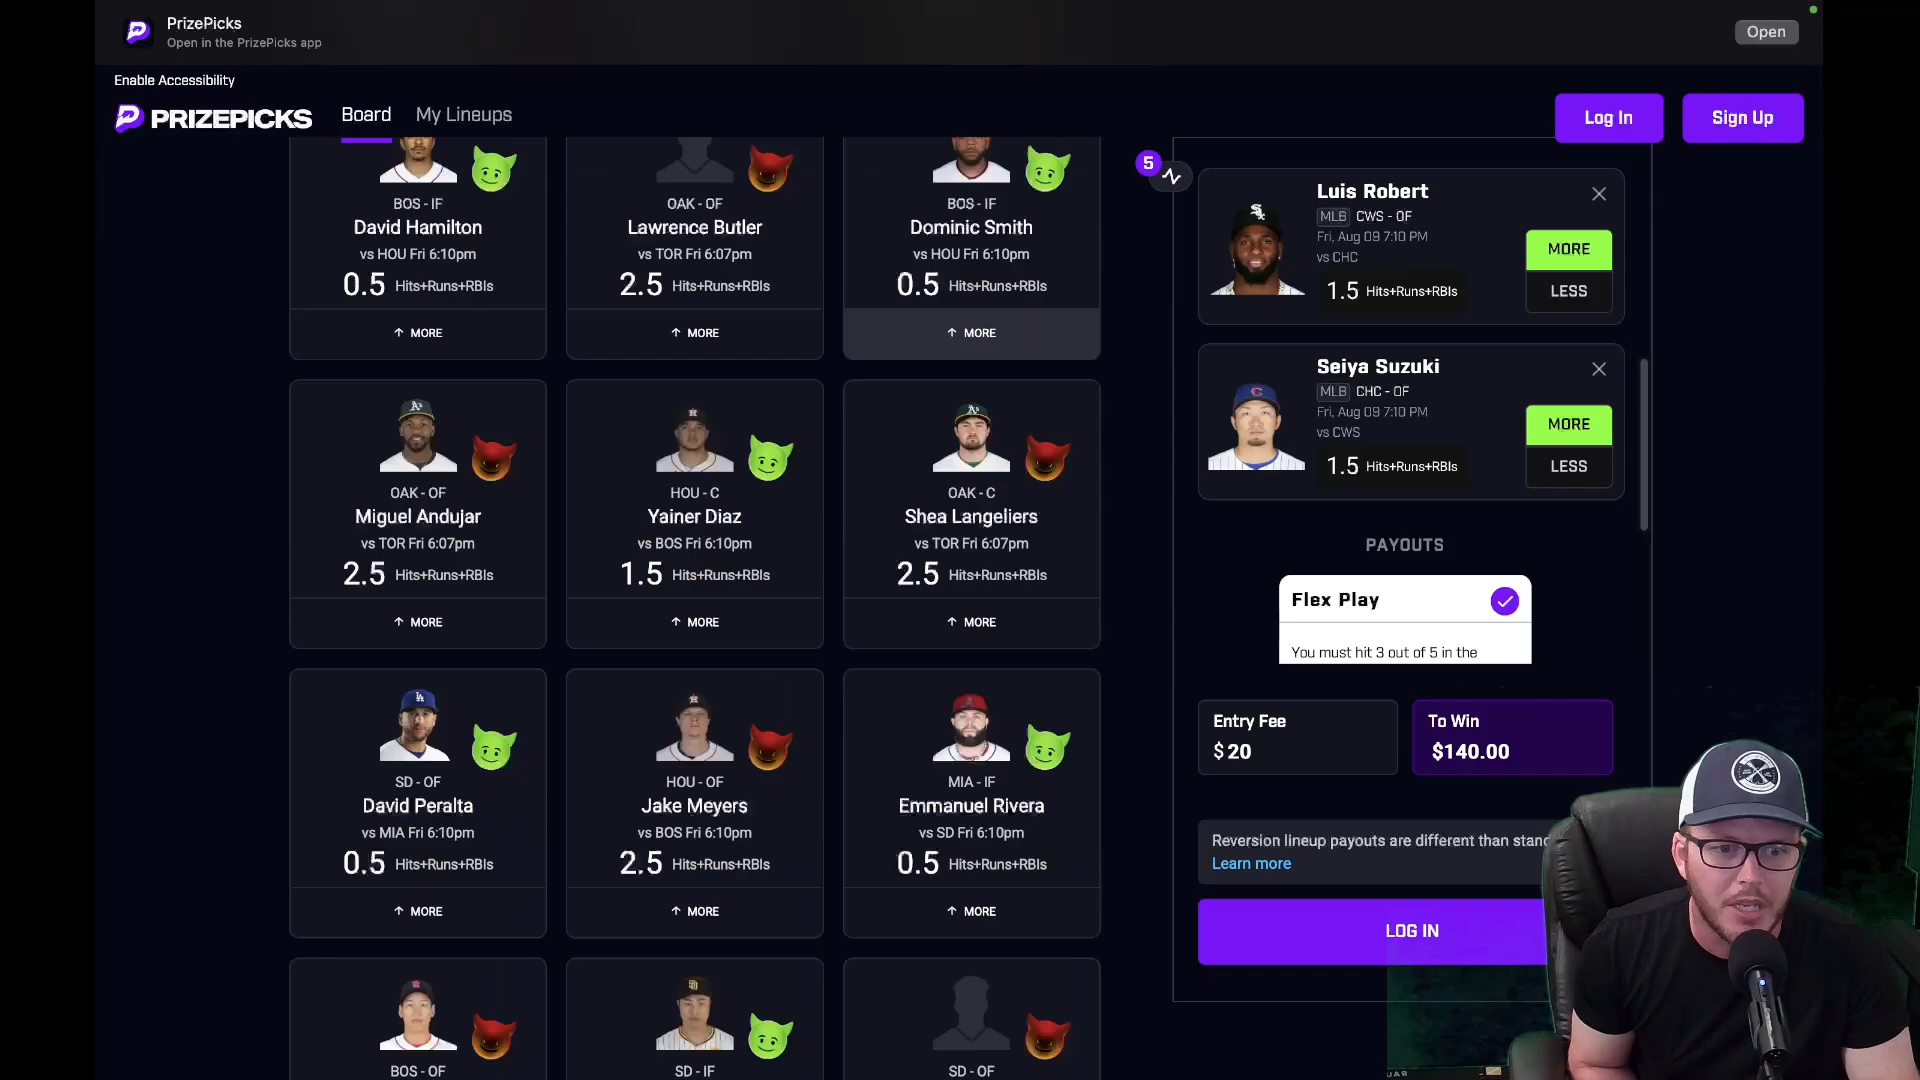 PrizePicks
Open in the PrizePicks app
Open
Enable Accessibility
PRIZEPICKS
Board
My Lineups
Log In
Sign Up
BOS - IF
David Hamilton
vs HOU Fri 6:10pm
0.5 Hits+Runs+RBIs
↑ MORE
OAK - OF
Lawrence Butler
vs TOR Fri 6:07pm
2.5 Hits+Runs+RBIs
↑ MORE
BOS - IF
Dominic Smith
vs HOU Fri 6:10pm
0.5 Hits+Runs+RBIs
↑ MORE
OAK - OF
Miguel Andujar
vs TOR Fri 6:07pm
2.5 Hits+Runs+RBIs
↑ MORE
HOU - C
Yainer Diaz
vs BOS Fri 6:10pm
1.5 Hits+Runs+RBIs
↑ MORE
OAK - C
Shea Langeliers
vs TOR Fri 6:07pm
2.5 Hits+Runs+RBIs
↑ MORE
SD - OF
David Peralta
vs MIA Fri 6:10pm
0.5 Hits+Runs+RBIs
↑ MORE
HOU - OF
Jake Meyers
vs BOS Fri 6:10pm
2.5 Hits+Runs+RBIs
↑ MORE
MIA - IF
Emmanuel Rivera
vs SD Fri 6:10pm
0.5 Hits+Runs+RBIs
↑ MORE
BOS - OF
SD - IF
SD - OF
5
Luis Robert
MLB CWS - OF
Fri, Aug 09 7:10 PM
vs CHC
1.5 Hits+Runs+RBIs
MORE
LESS
Seiya Suzuki
MLB CHC - OF
Fri, Aug 09 7:10 PM
vs CWS
1.5 Hits+Runs+RBIs
MORE
LESS
PAYOUTS
Flex Play
You must hit 3 out of 5 in the
Entry Fee
$ 20
To Win
$140.00
Reversion lineup payouts are different than
Learn more
LOG IN